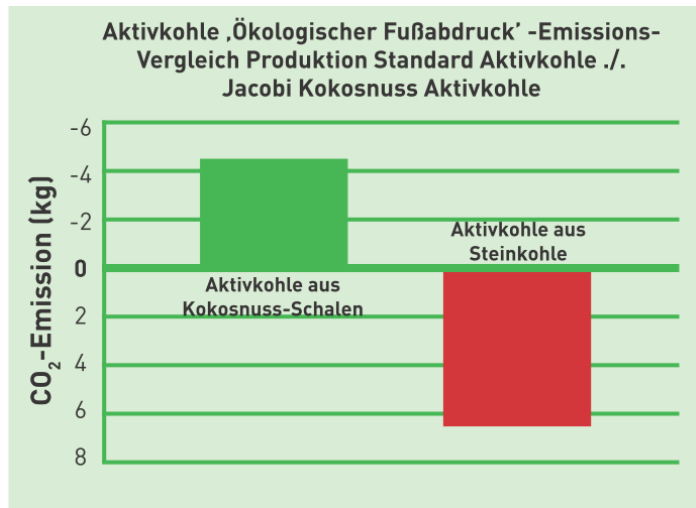 Aktivkohle ‚Ökologischer Fußabdruck’ -Emissions-
Vergleich Produktion Standard Aktivkohle ./.
Jacobi Kokosnuss Aktivkohle
CO₂-Emission (kg)
-6
-4
-2
0
2
4
6
8
Aktivkohle aus
Steinkohle
Aktivkohle aus
Kokosnuss-Schalen